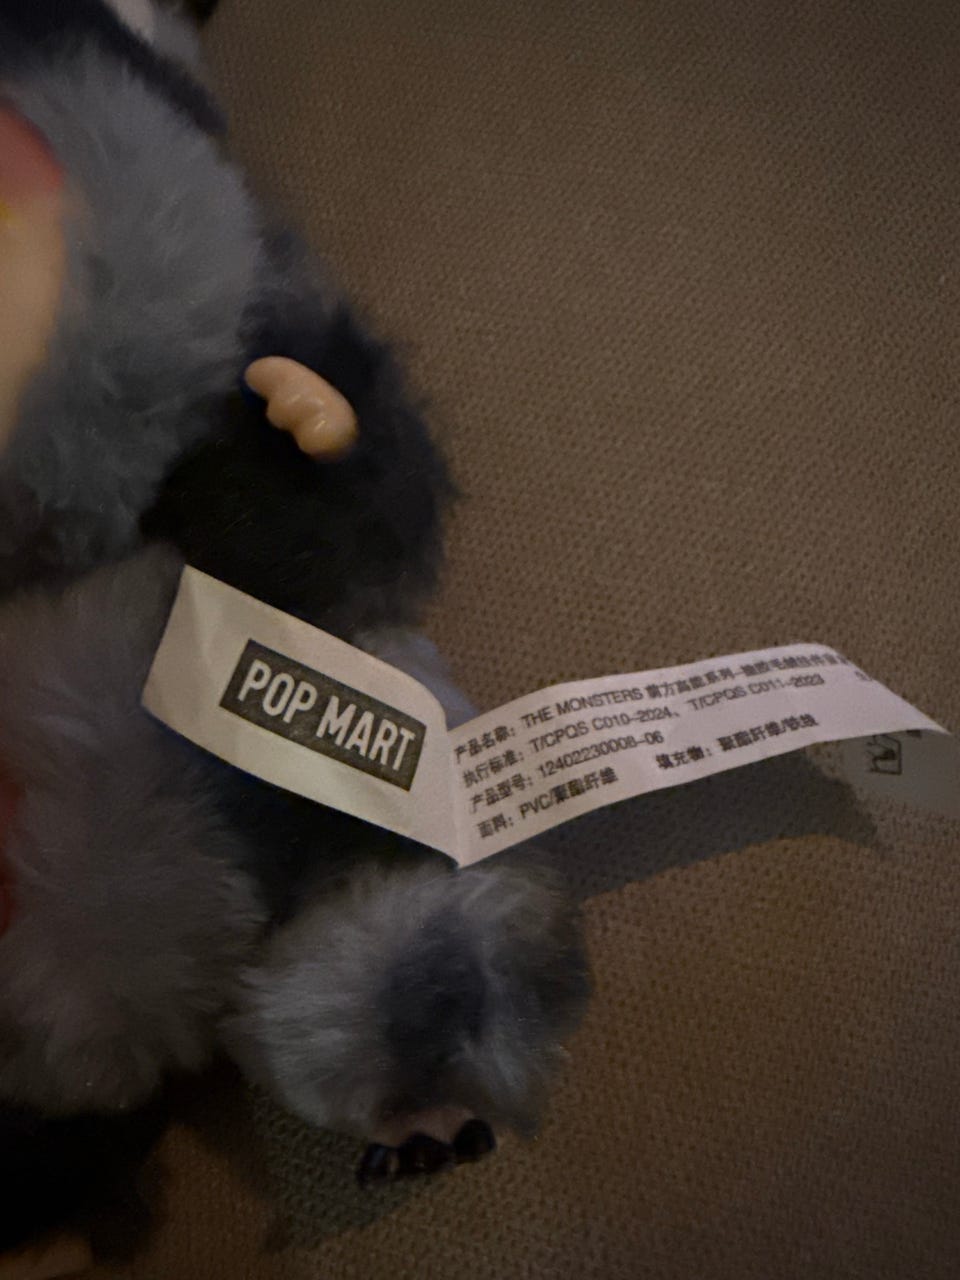 POP MART
产品名称：THE MONSTERS 前方高能系列-搪胶毛绒挂件
执行标准：T/CPQS C010-2024、T/CPQS C011-2023
产品型号：12402230008-06
面料：PVC/聚酯纤维 填充物：聚酯纤维/铁线